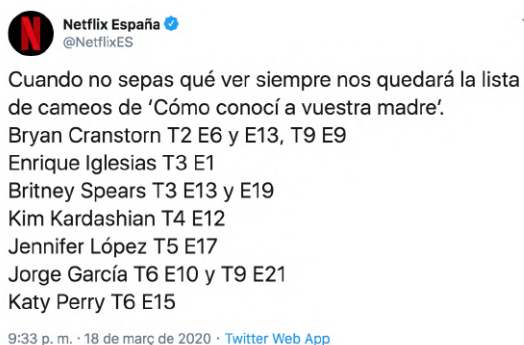 Netflix España
@NetflixES
Cuando no sepas qué ver siempre nos quedará la lista
de cameos de ‘Cómo conocí a vuestra madre’.
Bryan Cranstorn T2 E6 y E13, T9 E9
Enrique Iglesias T3 E1
Britney Spears T3 E13 y E19
Kim Kardashian T4 E12
Jennifer López T5 E17
Jorge García T6 E10 y T9 E21
Katy Perry T6 E15
9:33 p. m. · 18 de març de 2020 · Twitter Web App